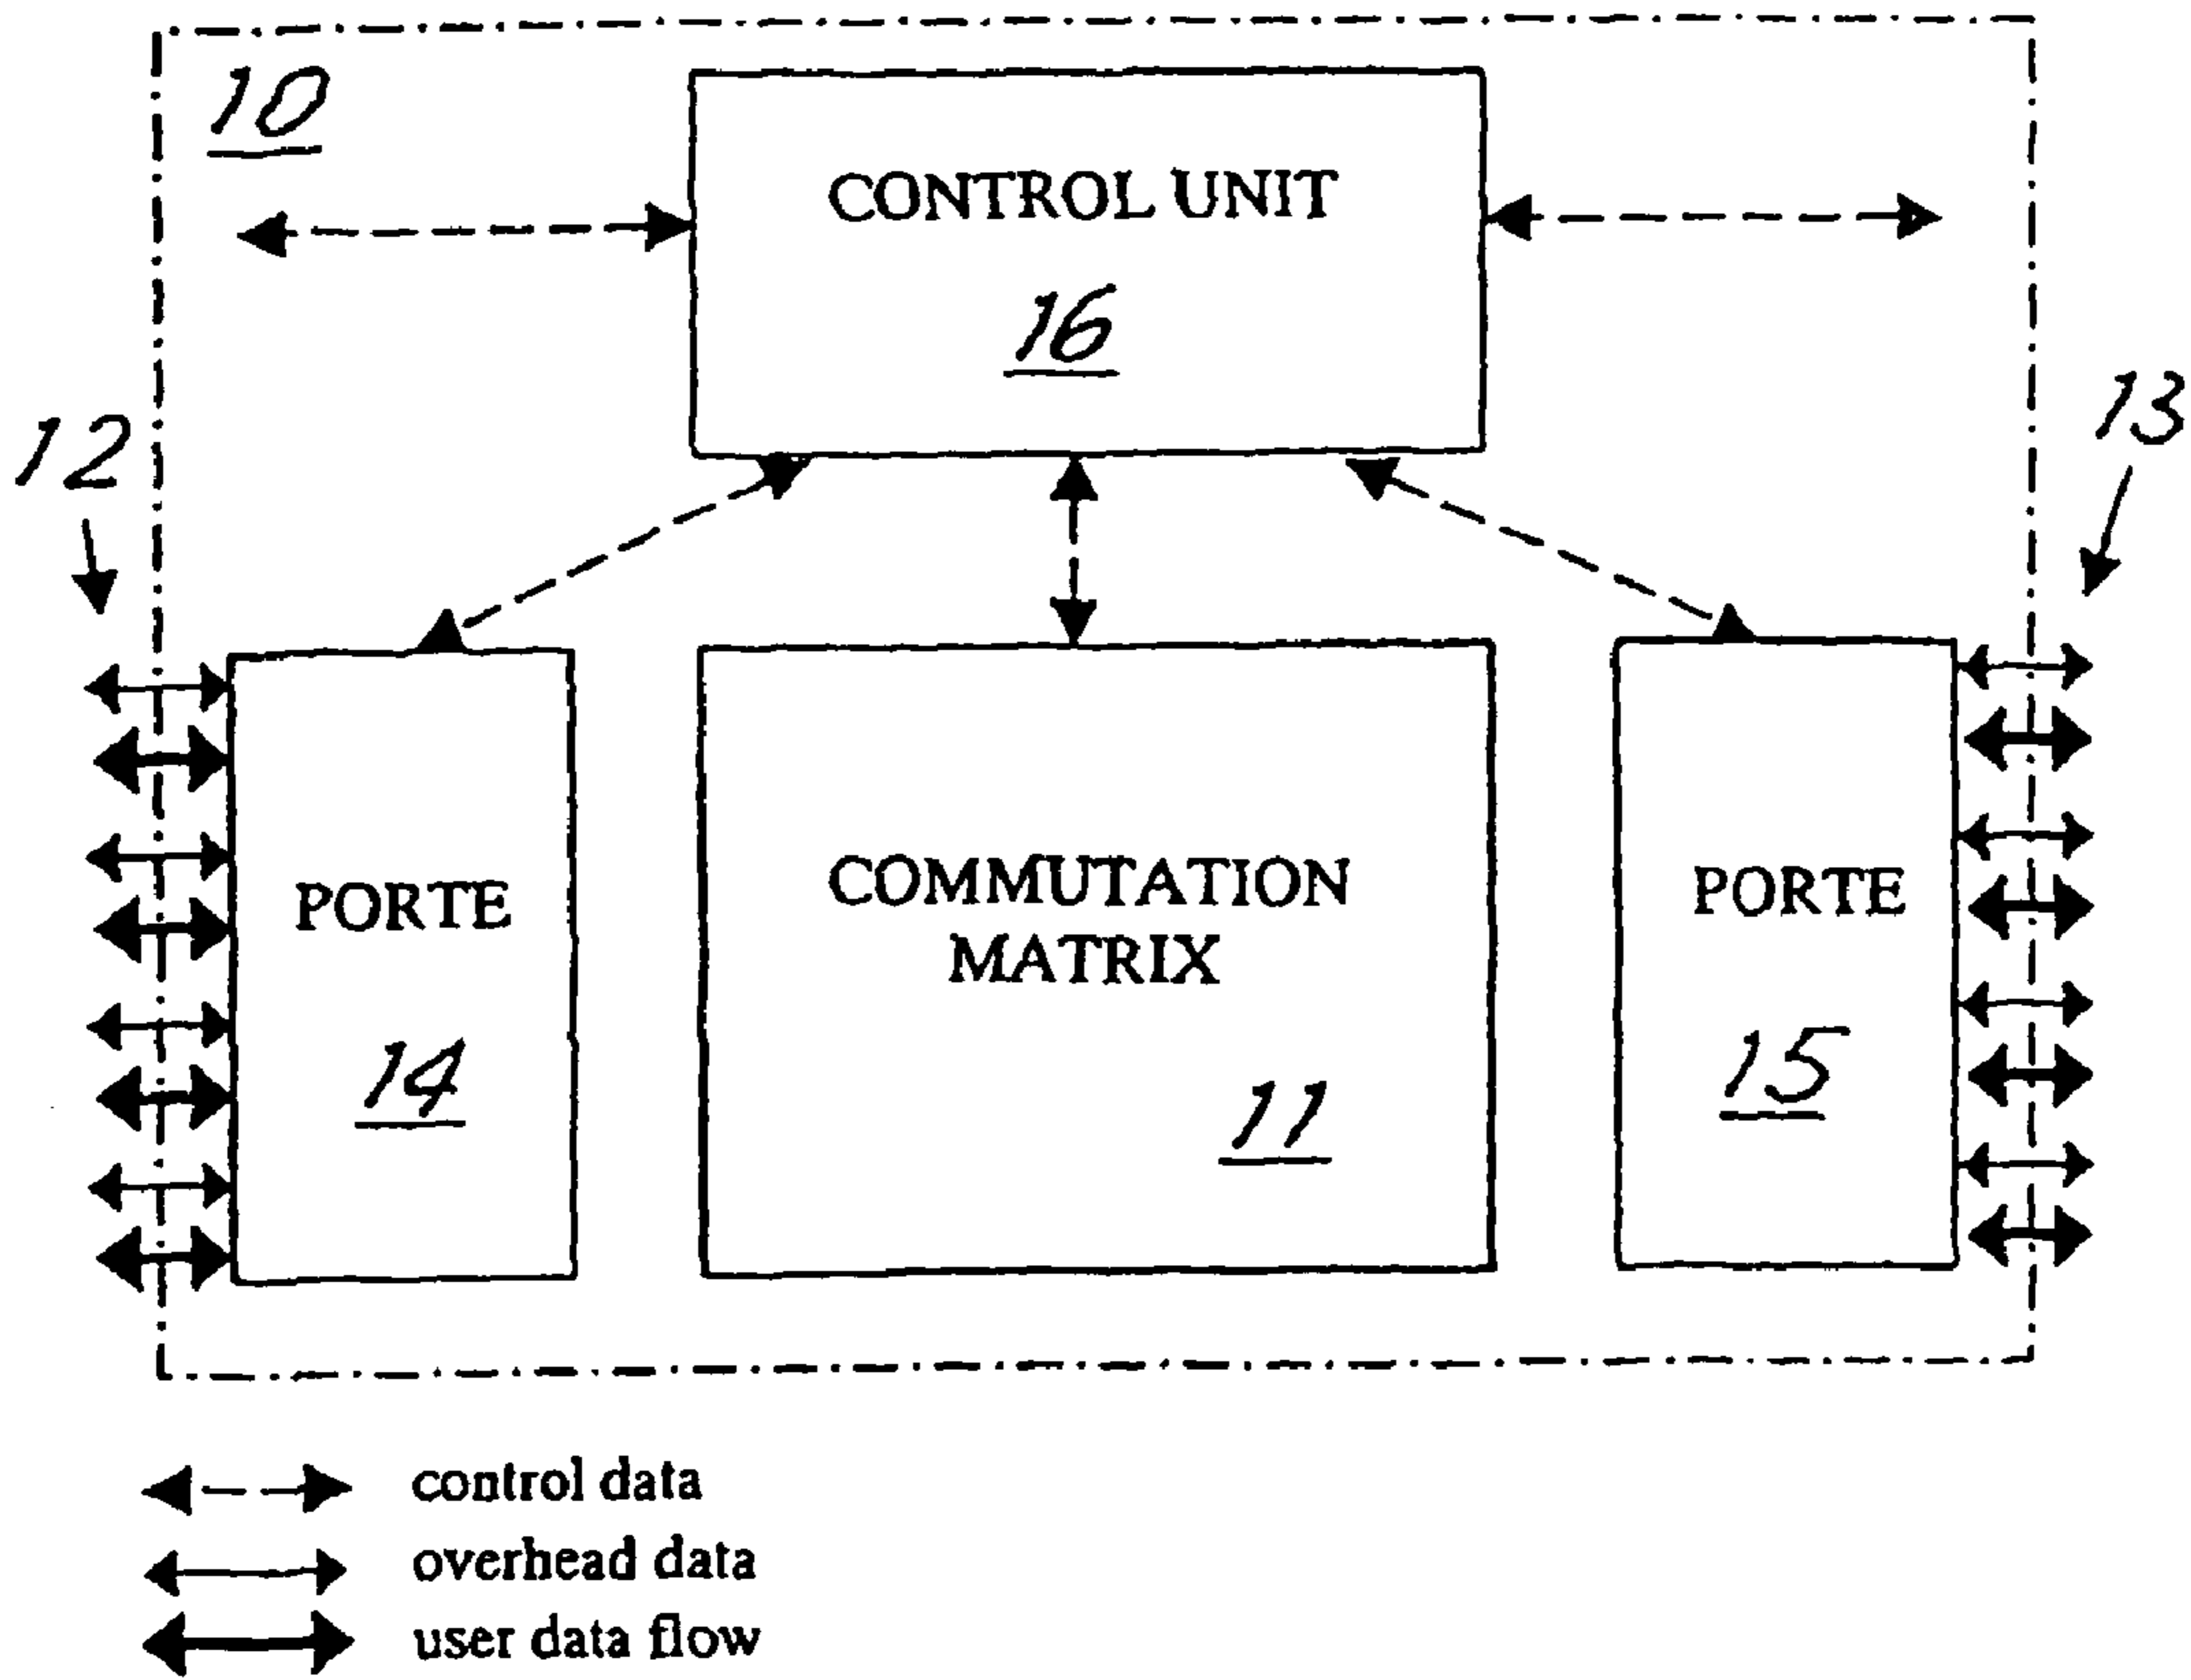 10
CONTROL UNIT
16
12
13
PORTE
14
COMMUTATION
MATRIX
11
PORTE
15
control data
overhead data
user data flow